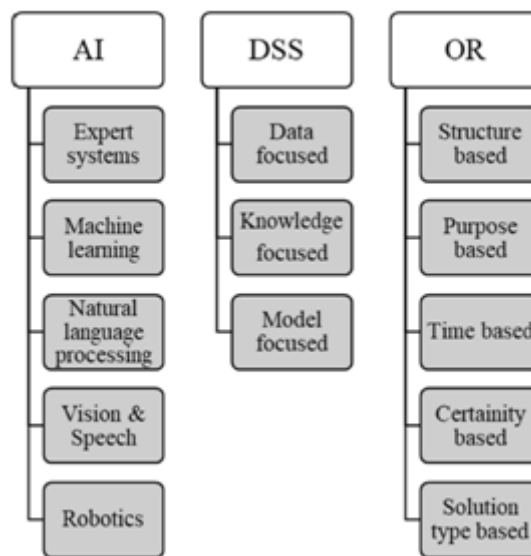 AI
Expert
systems
Machine
learning
Natural
language
processing
Vision &
Speech
Robotics
DSS
Data
focused
Knowledge
focused
Model
focused
OR
Structure
based
Purpose
based
Time based
Certainity
based
Solution
type based